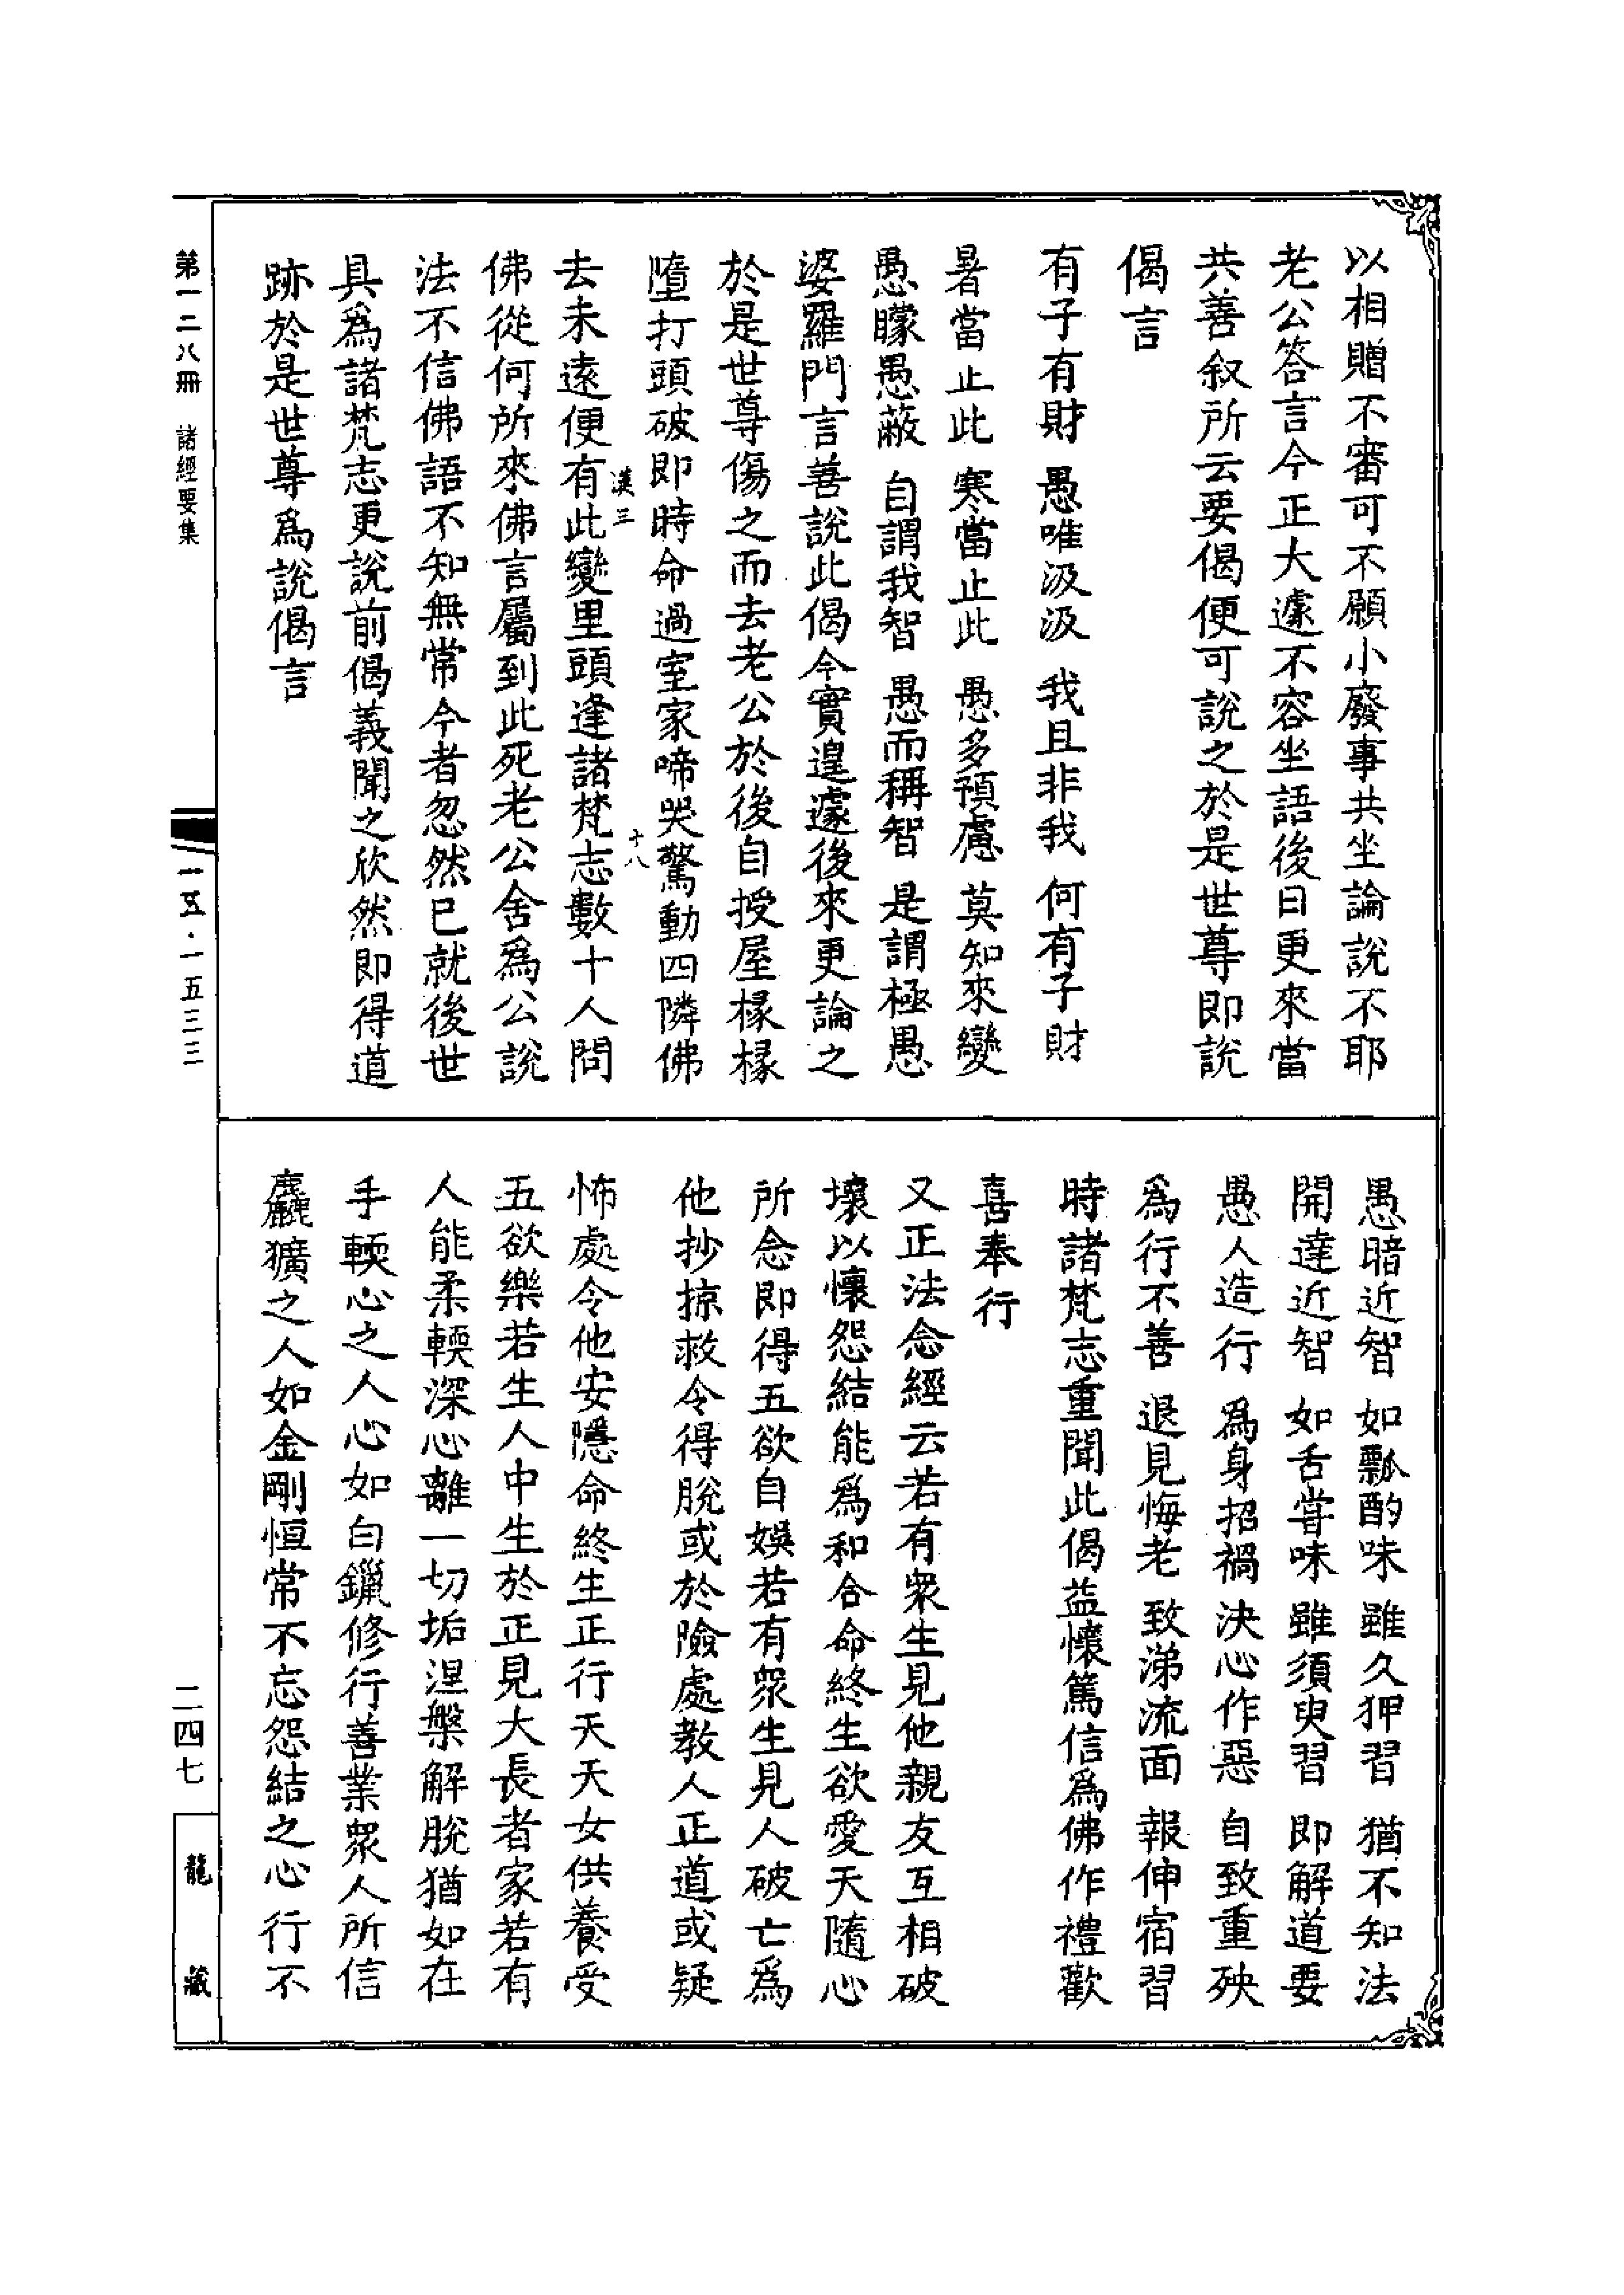 以相贈不審可不願小廢事共坐論說不耶
老公答言今正大遽不容坐語後日更來當
共善叙所云要偈便可說之於是世尊即說
偈言
有子有財　愚唯汲汲　我且非我　何有子財
暑當止此　寒當止此　愚多預慮　莫知來變
愚矇愚蔽　自謂我智　愚而稱智　是謂極愚
婆羅門言善說此偈今實遑遽後來更論之
於是世尊傷之而去老公於後自授屋椽椽
墮打頭破即時命過室家啼哭驚動四隣佛
漢三　十八
去未遠便有此變里頭逢諸梵志數十人問
佛從何所來佛言屬到此死老公舍爲公說
法不信佛語不知無常今者忽然已就後世
具爲諸梵志更說前偈義聞之欣然即得道
跡於是世尊爲說偈言
愚暗近智　如瓢酌味　雖久狎習　猶不知法
開達近智　如舌甞味　雖須臾習　即解道要
愚人造行　爲身招禍　決心作惡　自致重殃
爲行不善　退見悔老　致涕流面　報伸宿習
時諸梵志重聞此偈益懷篤信爲佛作禮歡
喜奉行
又正法念經云若有衆生見他親友互相破
壞以懷怨結能爲和合命終生欲愛天隨心
所念即得五欲自娛若有衆生見人破亡爲
他抄掠救令得脫或於險處教人正道或疑
怖處令他安隱命終生正行天天女供養受
五欲樂若生人中生於正見大長者家若有
人能柔輭深心離一切垢涅槃解脫猶如在
手輭心之人心如白鑞修行善業衆人所信
麤獷之人如金剛恒常不忘怨結之心行不
第一二八冊　諸經要集
一五·一五三三
二四七
龍藏